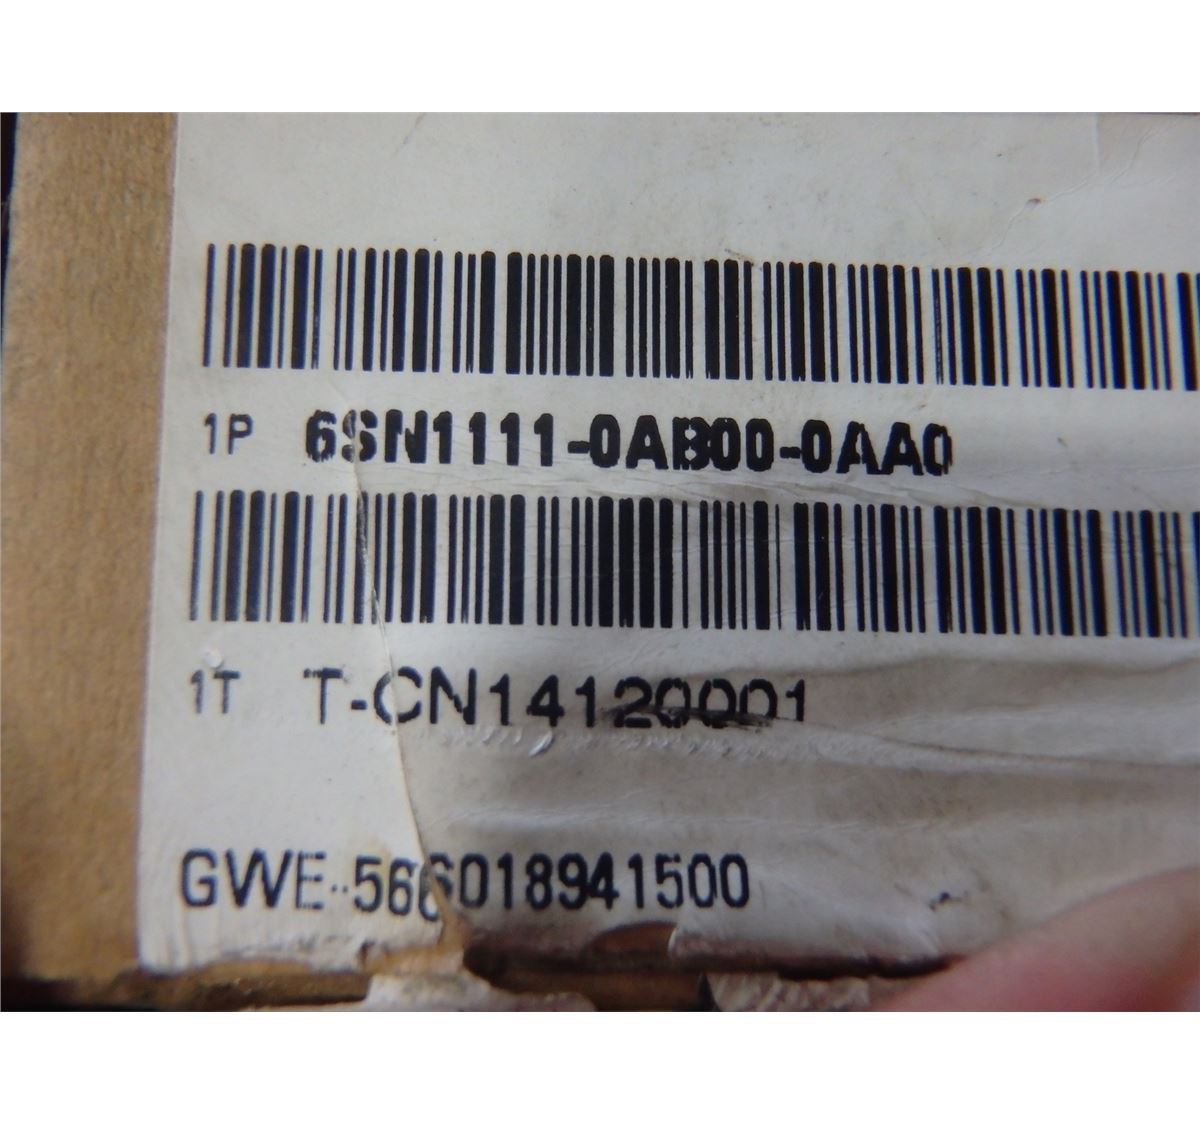 1P 6SN1111-0AB00-0AA0
1T T-CN14120001
GWE-566018941500